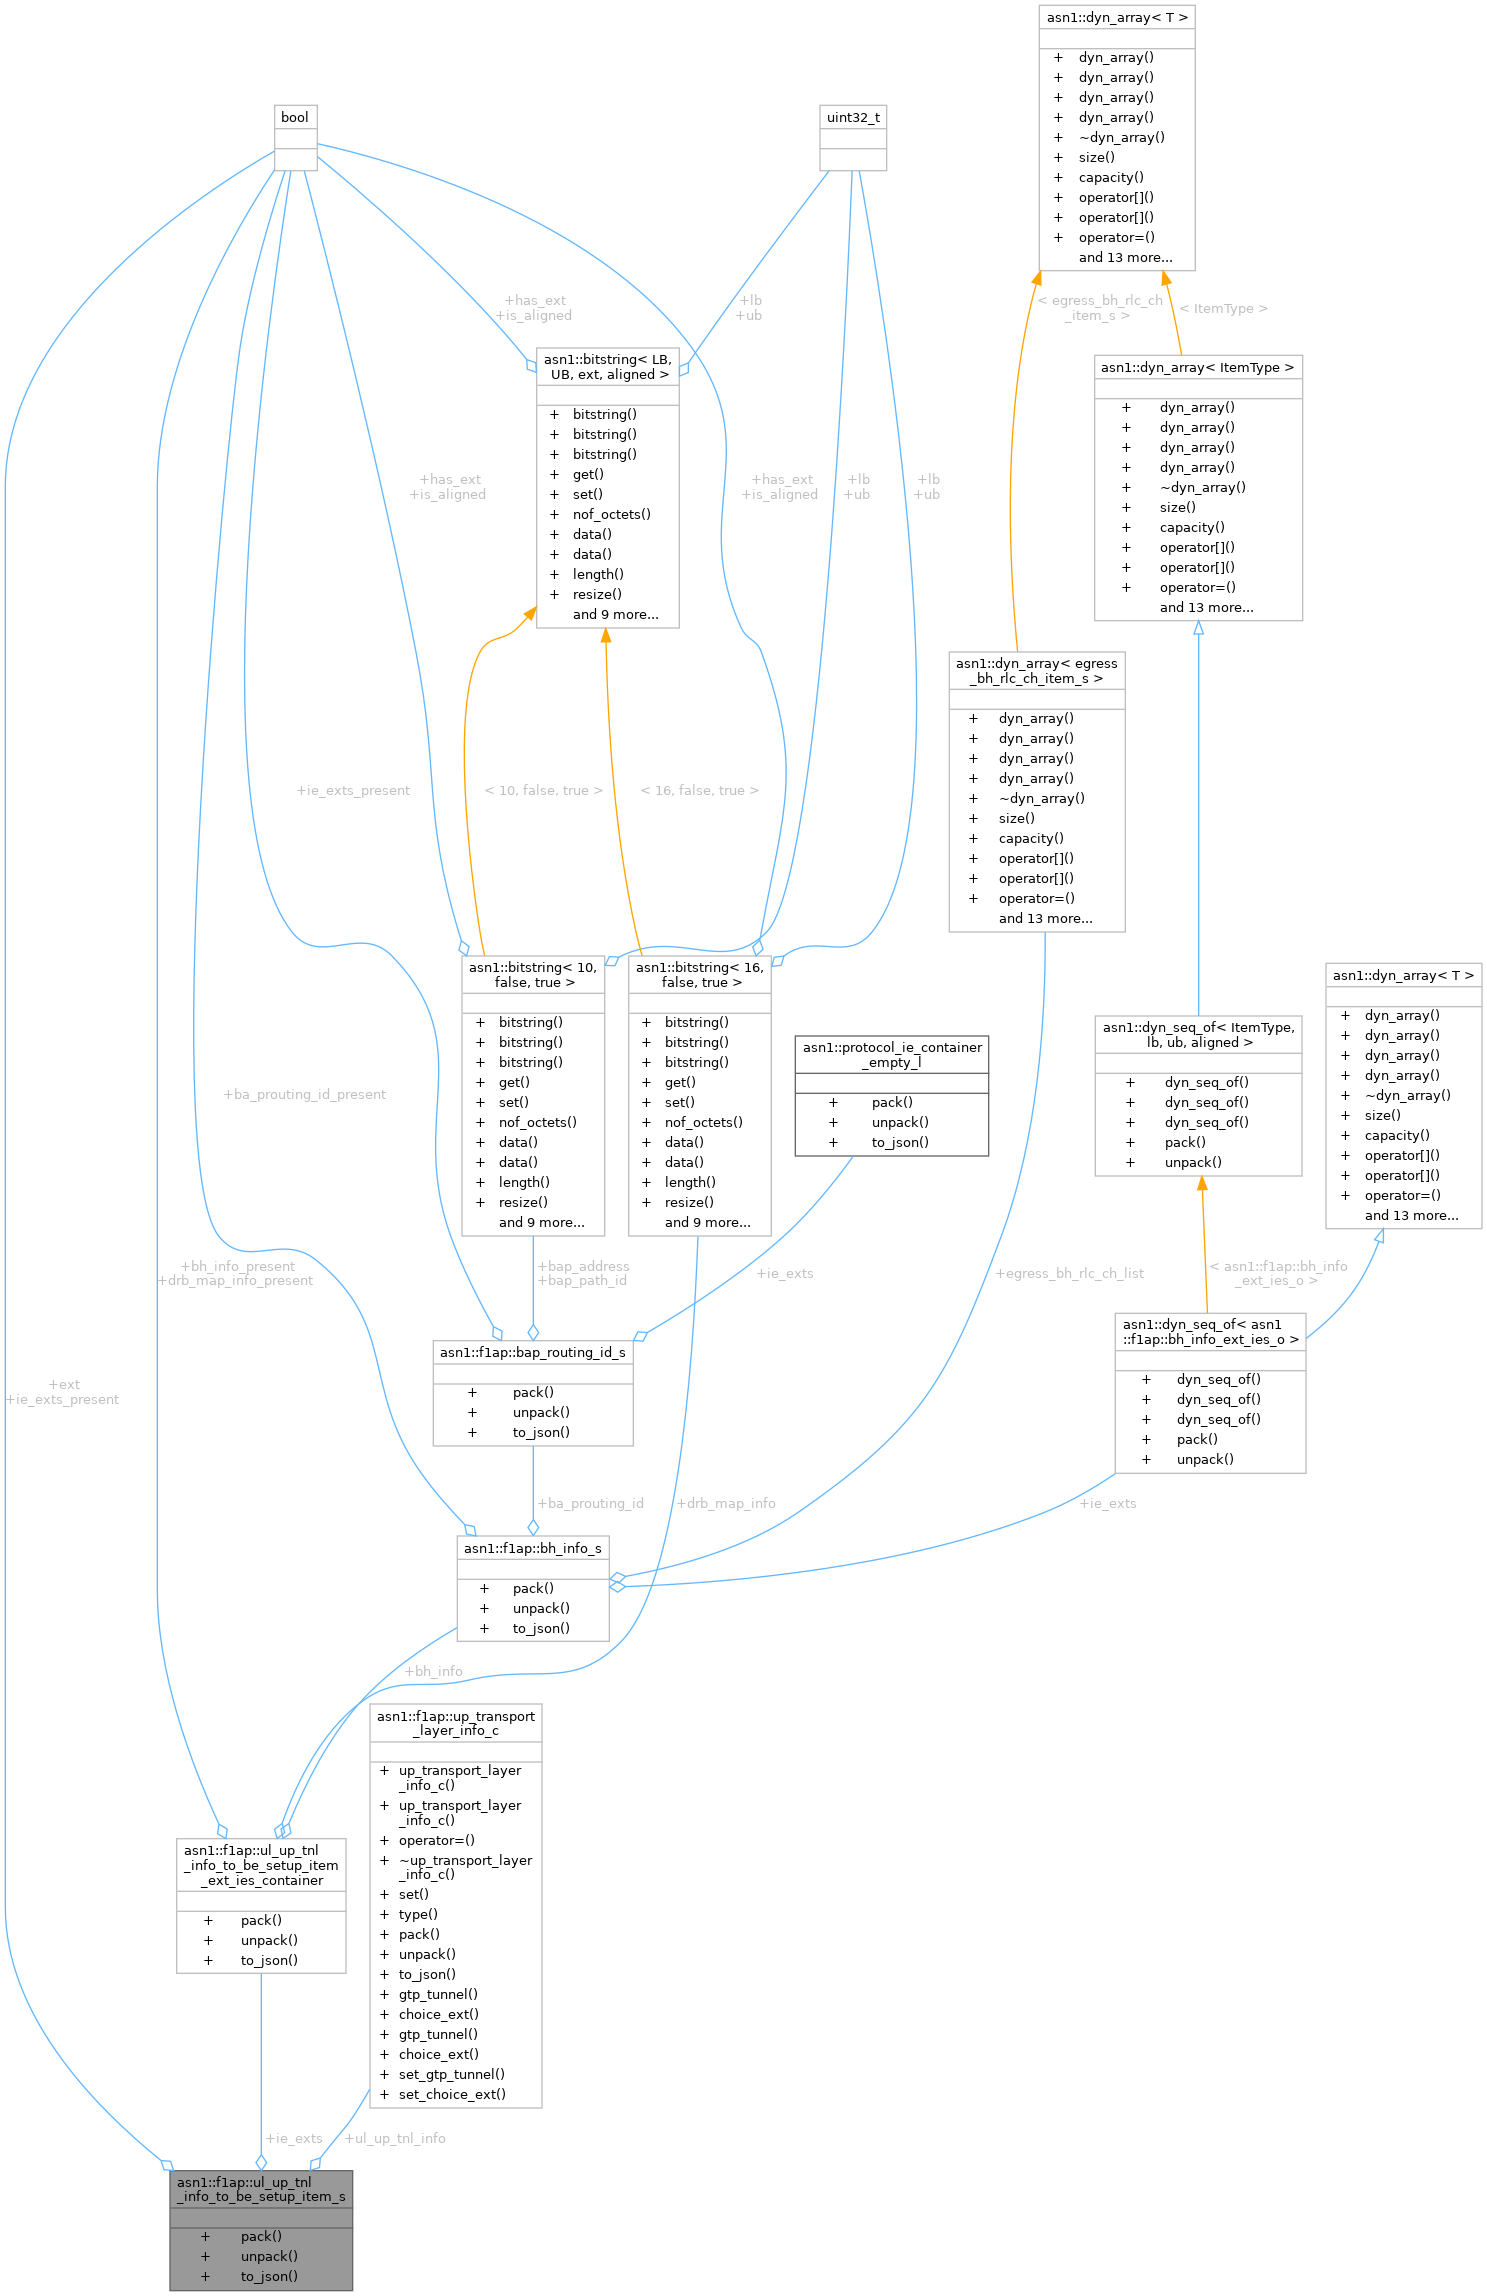 asn1::dyn_array< T >
+ dyn_array()
+ dyn_array()
+ dyn_array()
+ dyn_array()
+ ~dyn_array()
+ size()
+ capacity()
+ operator[]()
+ operator[]()
+ operator=()
and 13 more...
bool
uint32_t
< egress_bh_rlc_ch
_item_s >
< ItemType >
+has_ext
+is_aligned
+lb
+ub
asn1::bitstring< LB,
UB, ext, aligned >
+ bitstring()
+ bitstring()
+ bitstring()
+ get()
+ set()
+ nof_octets()
+ data()
+ data()
+ length()
+ resize()
and 9 more...
asn1::dyn_array< ItemType >
+ dyn_array()
+ dyn_array()
+ dyn_array()
+ dyn_array()
+ ~dyn_array()
+ size()
+ capacity()
+ operator[]()
+ operator[]()
+ operator=()
and 13 more...
+has_ext
+is_aligned
+has_ext
+is_aligned
+lb
+ub
+lb
+ub
asn1::dyn_array< egress
_bh_rlc_ch_item_s >
+ dyn_array()
+ dyn_array()
+ dyn_array()
+ dyn_array()
+ ~dyn_array()
+ size()
+ capacity()
+ operator[]()
+ operator[]()
+ operator=()
and 13 more...
+ie_exts_present
< 10, false, true >
< 16, false, true >
asn1::bitstring< 10,
false, true >
+ bitstring()
+ bitstring()
+ bitstring()
+ get()
+ set()
+ nof_octets()
+ data()
+ data()
+ length()
+ resize()
and 9 more...
asn1::bitstring< 16,
false, true >
+ bitstring()
+ bitstring()
+ bitstring()
+ get()
+ set()
+ nof_octets()
+ data()
+ data()
+ length()
+ resize()
and 9 more...
asn1::protocol_ie_container
_empty_l
+ pack()
+ unpack()
+ to_json()
asn1::dyn_seq_of< ItemType,
lb, ub, aligned >
+ dyn_seq_of()
+ dyn_seq_of()
+ dyn_seq_of()
+ pack()
+ unpack()
asn1::dyn_array< T >
+ dyn_array()
+ dyn_array()
+ dyn_array()
+ dyn_array()
+ ~dyn_array()
+ size()
+ capacity()
+ operator[]()
+ operator[]()
+ operator=()
and 13 more...
+ba_prouting_id_present
+bh_info_present
+drb_map_info_present
+bap_address
+bap_path_id
+ie_exts
+egress_bh_rlc_ch_list
< asn1::f1ap::bh_info
_ext_ies_o >
asn1::f1ap::bap_routing_id_s
+ pack()
+ unpack()
+ to_json()
asn1::dyn_seq_of< asn1
::f1ap::bh_info_ext_ies_o >
+ dyn_seq_of()
+ dyn_seq_of()
+ dyn_seq_of()
+ pack()
+ unpack()
+ext
+ie_exts_present
+ba_prouting_id
+drb_map_info
+ie_exts
asn1::f1ap::bh_info_s
+ pack()
+ unpack()
+ to_json()
+bh_info
asn1::f1ap::up_transport
_layer_info_c
+ up_transport_layer
_info_c()
+ up_transport_layer
_info_c()
+ operator=()
+ ~up_transport_layer
_info_c()
+ set()
+ type()
+ pack()
+ unpack()
+ to_json()
+ gtp_tunnel()
+ choice_ext()
+ gtp_tunnel()
+ choice_ext()
+ set_gtp_tunnel()
+ set_choice_ext()
asn1::f1ap::ul_up_tnl
_info_to_be_setup_item
_ext_ies_container
+ pack()
+ unpack()
+ to_json()
+ie_exts
+ul_up_tnl_info
asn1::f1ap::ul_up_tnl
_info_to_be_setup_item_s
+ pack()
+ unpack()
+ to_json()